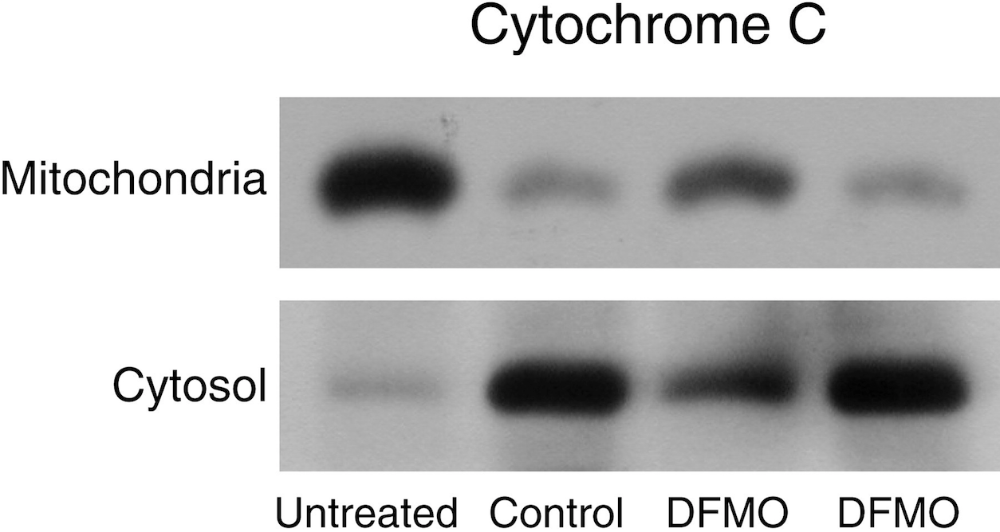 Cytochrome C
Mitochondria
Cytosol
Untreated Control DFMO DFMO